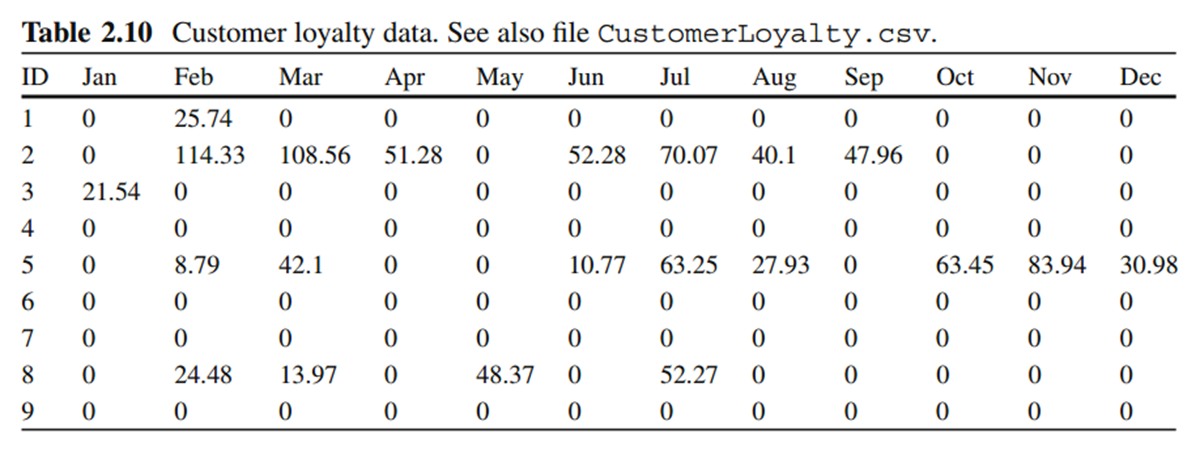 Table 2.10 Customer loyalty data. See also file CustomerLoyalty.csv.
ID Jan Feb Mar Apr May Jun Jul Aug Sep Oct Nov Dec
1 0 25.74 0 0 0 0 0 0 0 0 0 0
2 0 114.33 108.56 51.28 0 52.28 70.07 40.1 47.96 0 0 0
3 21.54 0 0 0 0 0 0 0 0 0 0 0
4 0 0 0 0 0 0 0 0 0 0 0 0
5 0 8.79 42.1 0 0 10.77 63.25 27.93 0 63.45 83.94 30.98
6 0 0 0 0 0 0 0 0 0 0 0 0
7 0 0 0 0 0 0 0 0 0 0 0 0
8 0 24.48 13.97 0 48.37 0 52.27 0 0 0 0 0
9 0 0 0 0 0 0 0 0 0 0 0 0